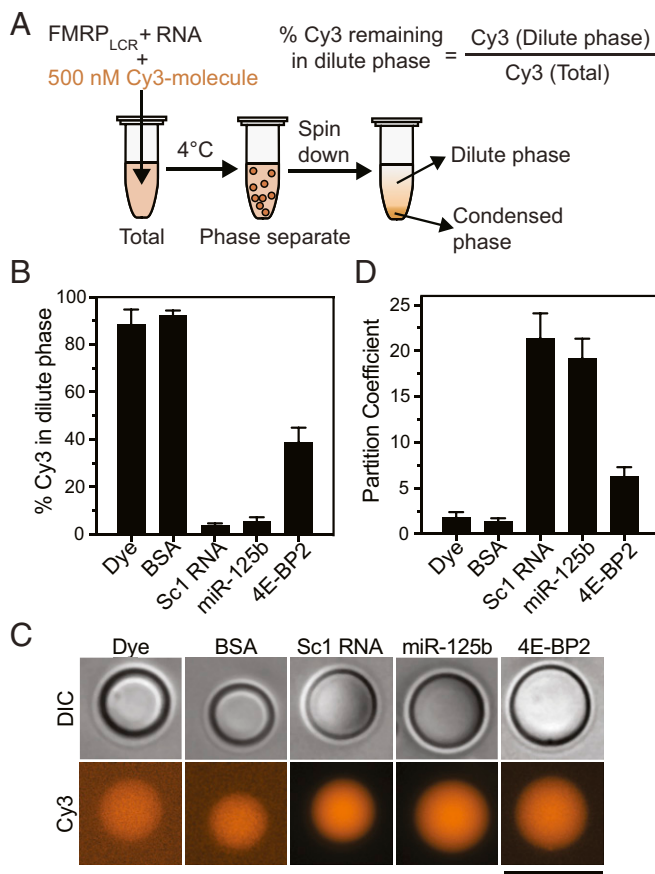 A
FMRPLCR + RNA
+
500 nM Cy3-molecule
% Cy3 remaining
in dilute phase
=
Cy3 (Dilute phase)
Cy3 (Total)
4°C
Spin
down
Dilute phase
Condensed
phase
Total
Phase separate
B
% Cy3 in dilute phase
100
80
60
40
20
0
Dye
BSA
Sc1 RNA
miR-125b
4E-BP2
D
Partition Coefficient
25
20
15
10
5
0
Dye
BSA
Sc1 RNA
miR-125b
4E-BP2
C
Dye BSA Sc1 RNA miR-125b 4E-BP2
DIC
Cy3